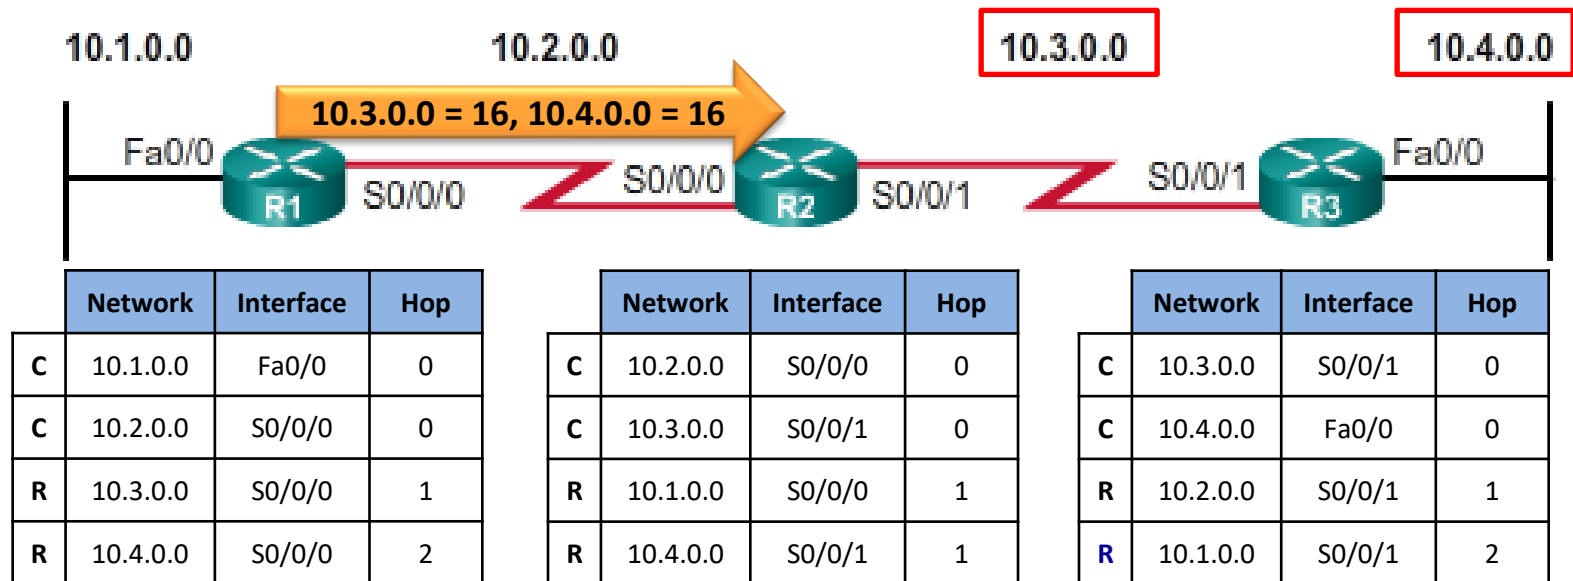 10.1.0.0 10.2.0.0 10.3.0.0 10.4.0.0
10.3.0.0 = 16, 10.4.0.0 = 16
Fa0/0 S0/0/0 S0/0/0 S0/0/1 S0/0/1 Fa0/0
R1 R2 R3
Network Interface Hop Network Interface Hop Network Interface Hop
C 10.1.0.0 Fa0/0 0 C 10.2.0.0 S0/0/0 0 C 10.3.0.0 S0/0/1 0
C 10.2.0.0 S0/0/0 0 C 10.3.0.0 S0/0/1 0 C 10.4.0.0 Fa0/0 0
R 10.3.0.0 S0/0/0 1 R 10.1.0.0 S0/0/0 1 R 10.2.0.0 S0/0/1 1
R 10.4.0.0 S0/0/0 2 R 10.4.0.0 S0/0/1 1 R 10.1.0.0 S0/0/1 2